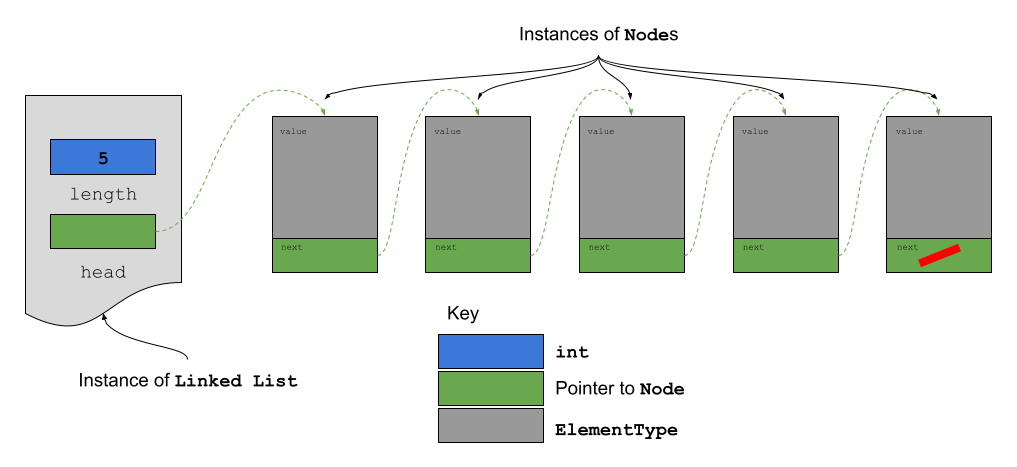 Instances of Nodes
5
length
head
value
next
value
next
value
next
value
next
value
next
Instance of Linked List
Key
int
Pointer to Node
ElementType